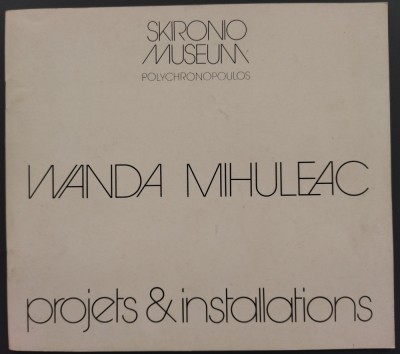 SKIRONIO
MUSEUM
POLYCHRONOPOULOS
WANDA MIHULEAC
projets & installations